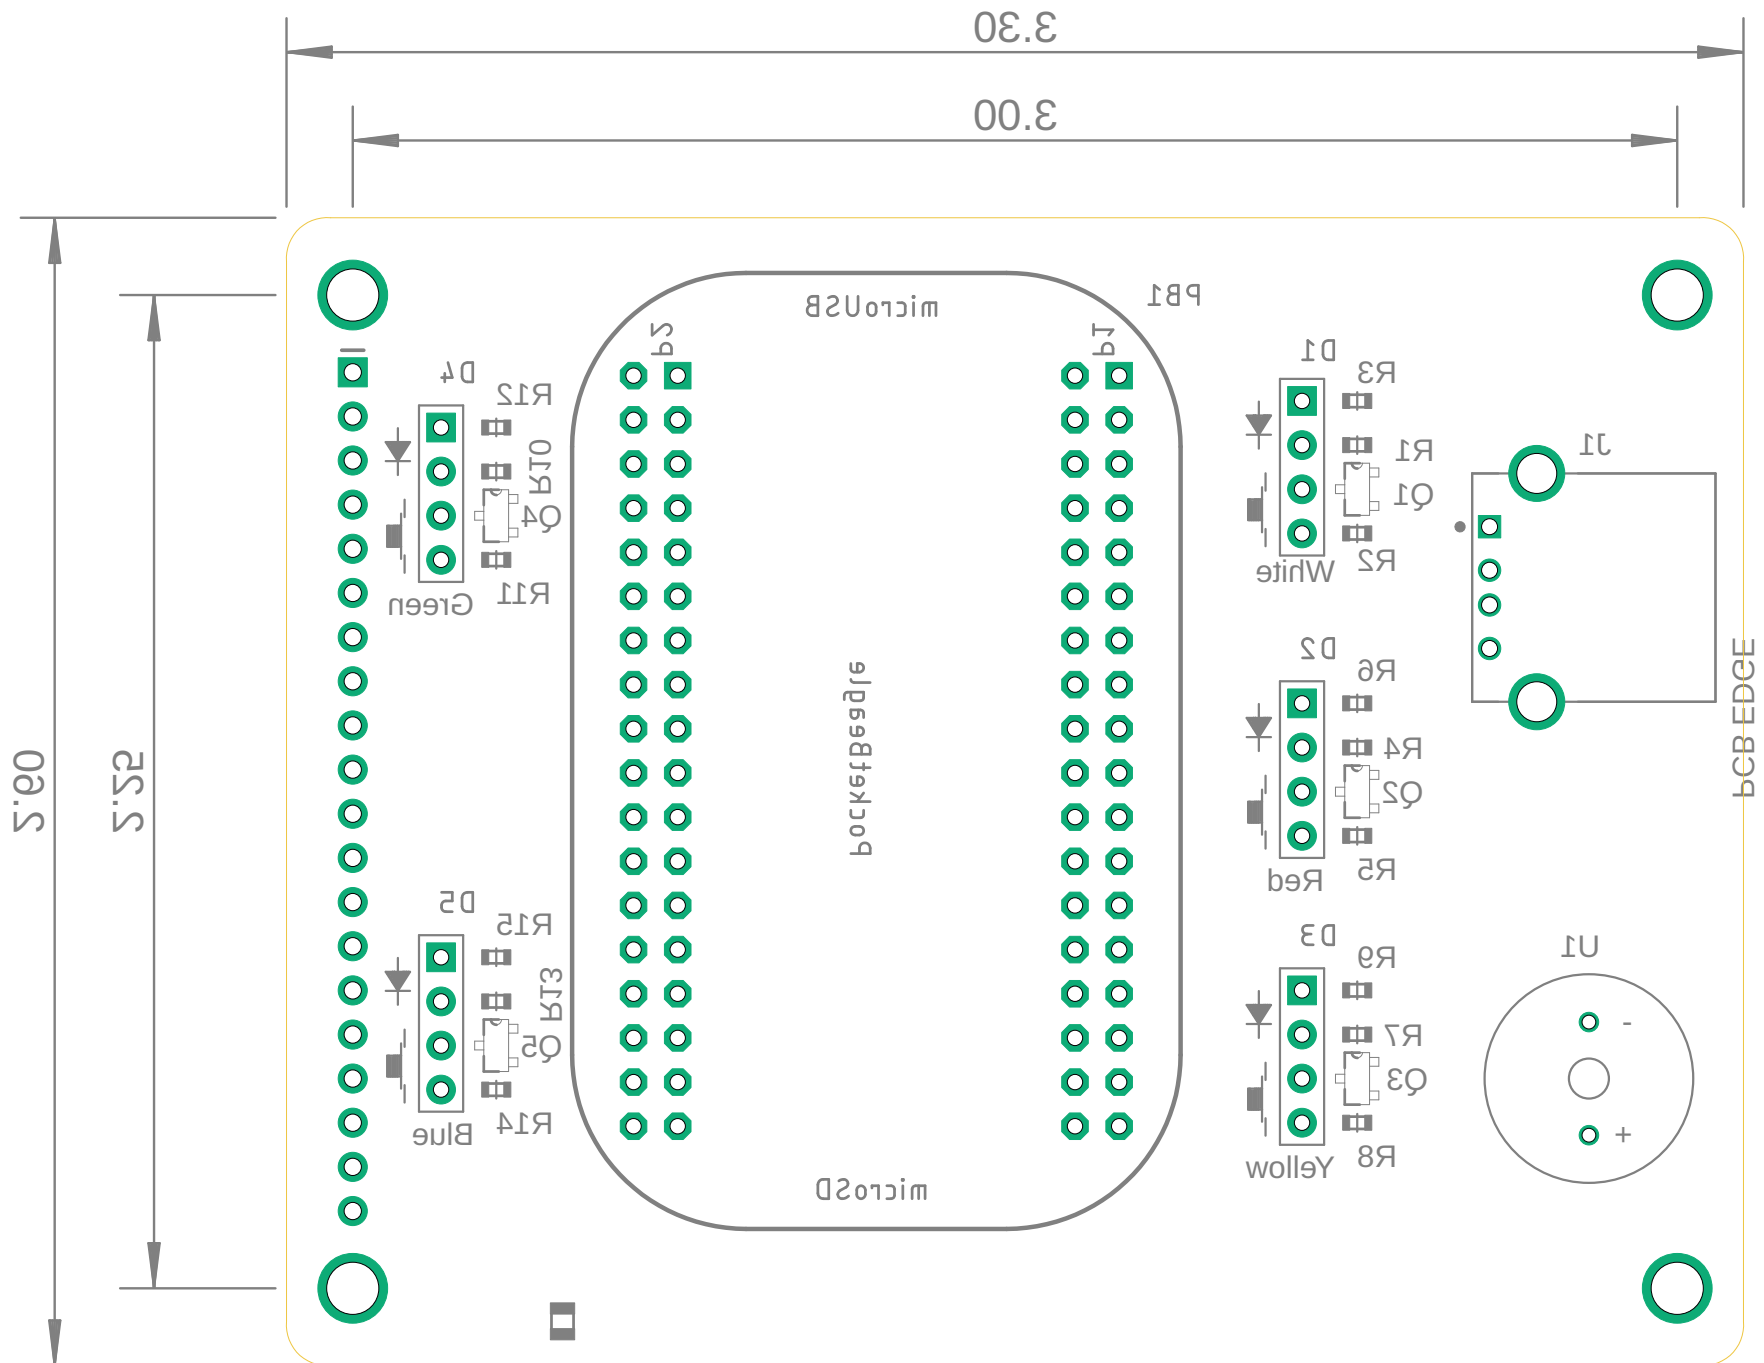 3.30
3.00
PB1
microUSB
P2
P1
D1
D4
R3
R12
J1
R1
R10
Q1
Q4
R2
White
R11
Green
D2
PCB EDGE
R6
PocketBeagle
R4
2.60
2.25
Q2
R5
Red
D5
R15
D3
R9
U1
R13
R7
-
Q5
Q3
R14
Blue
+
R8
Yellow
microSD